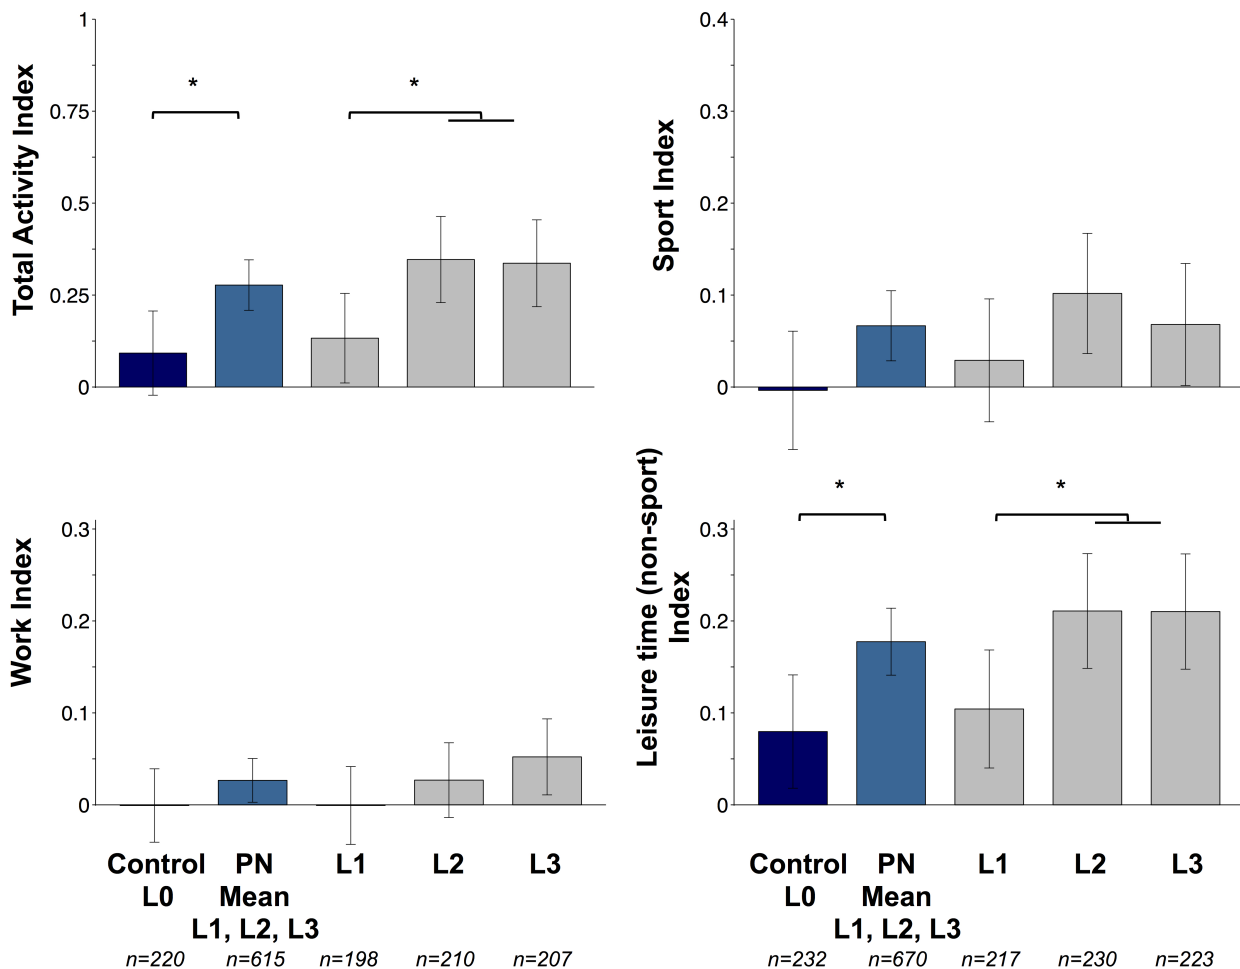 Total Activity Index
1
0.75
0.5
0.25
0
*
*
Sport Index
0.4
0.3
0.2
0.1
0
Work Index
0.3
0.2
0.1
0
Control
L0
PN
Mean
L1, L2, L3
L1
L2
L3
n=220
n=615
n=198
n=210
n=207
Leisure time (non-sport)
Index
0.3
0.2
0.1
0
*
*
Control
L0
PN
Mean
L1, L2, L3
L1
L2
L3
n=232
n=670
n=217
n=230
n=223